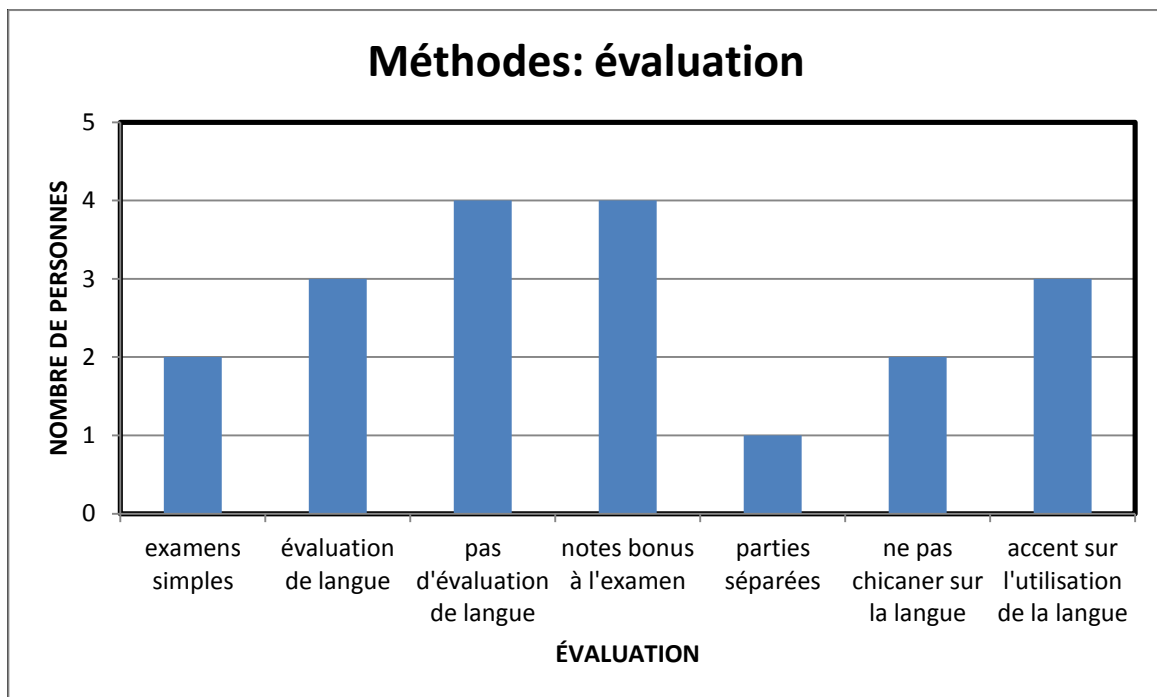 Méthodes: évaluation
NOMBRE DE PERSONNES
5
4
3
2
1
0
examens
simples
évaluation
de langue
pas
d'évaluation
de langue
notes bonus
à l'examen
parties
séparées
ne pas
chicaner sur
la langue
accent sur
l'utilisation
de la langue
ÉVALUATION